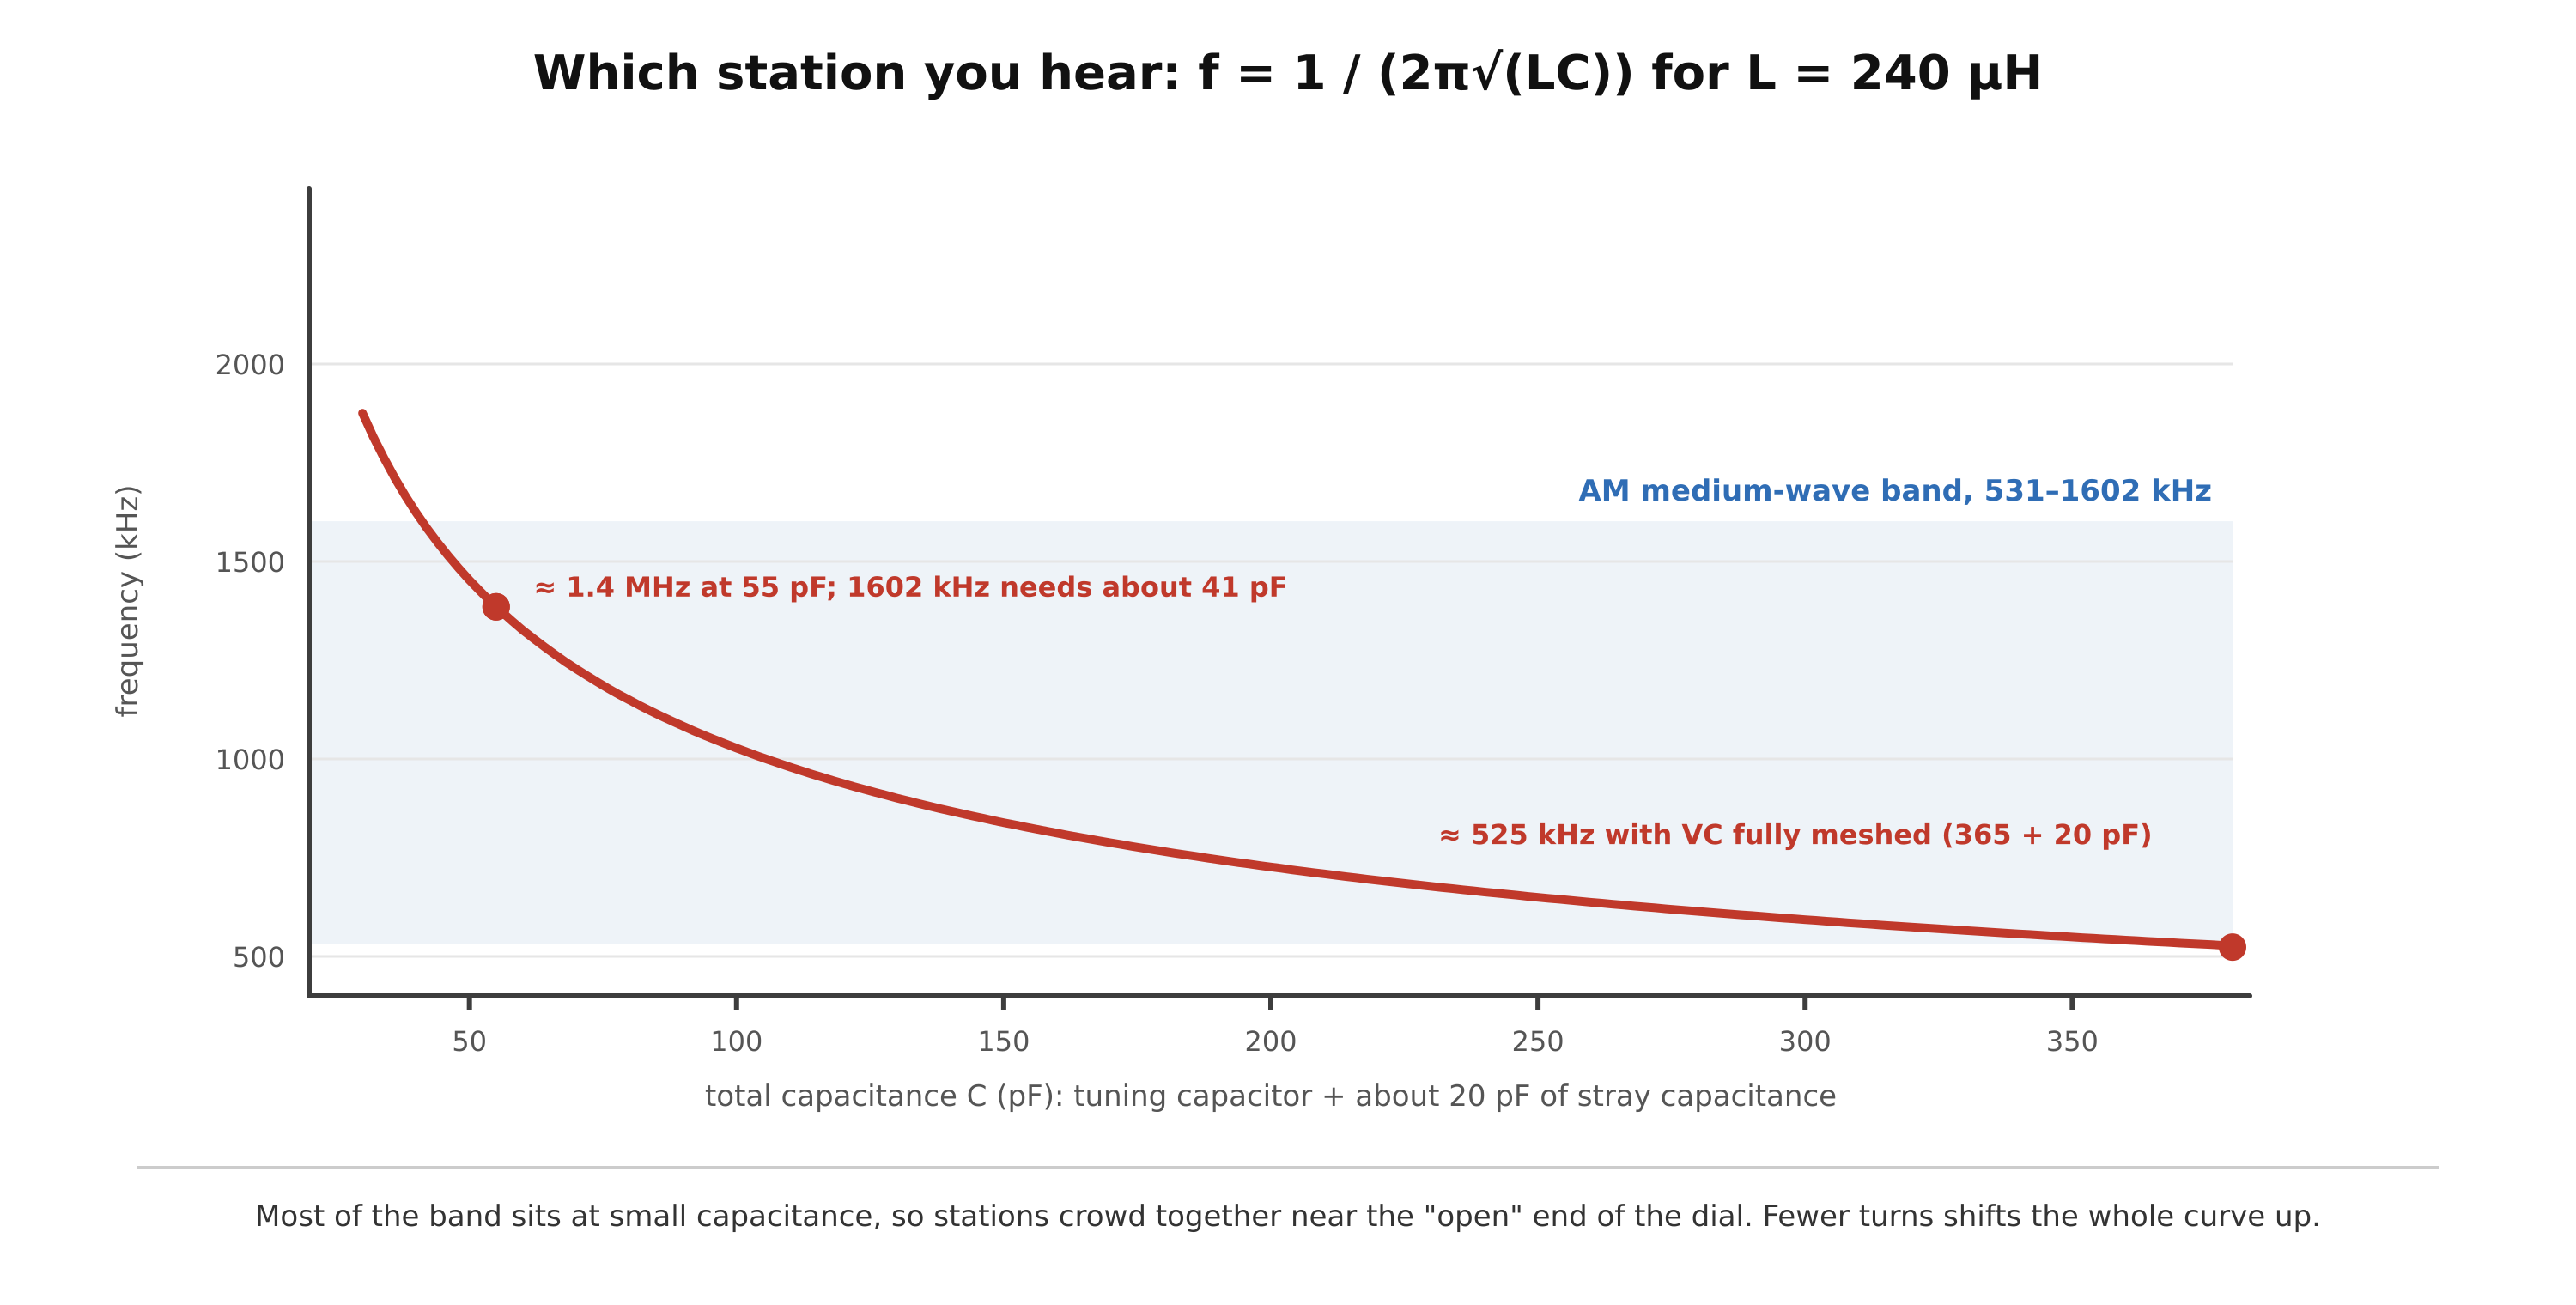 Which station you hear: f = 1 / (2π√(LC)) for L = 240 µH
2000
1500
1000
500
frequency (kHz)
AM medium-wave band, 531–1602 kHz
≈ 1.4 MHz at 55 pF; 1602 kHz needs about 41 pF
≈ 525 kHz with VC fully meshed (365 + 20 pF)
50 100 150 200 250 300 350
total capacitance C (pF): tuning capacitor + about 20 pF of stray capacitance
Most of the band sits at small capacitance, so stations crowd together near the "open" end of the dial. Fewer turns shifts the whole curve up.